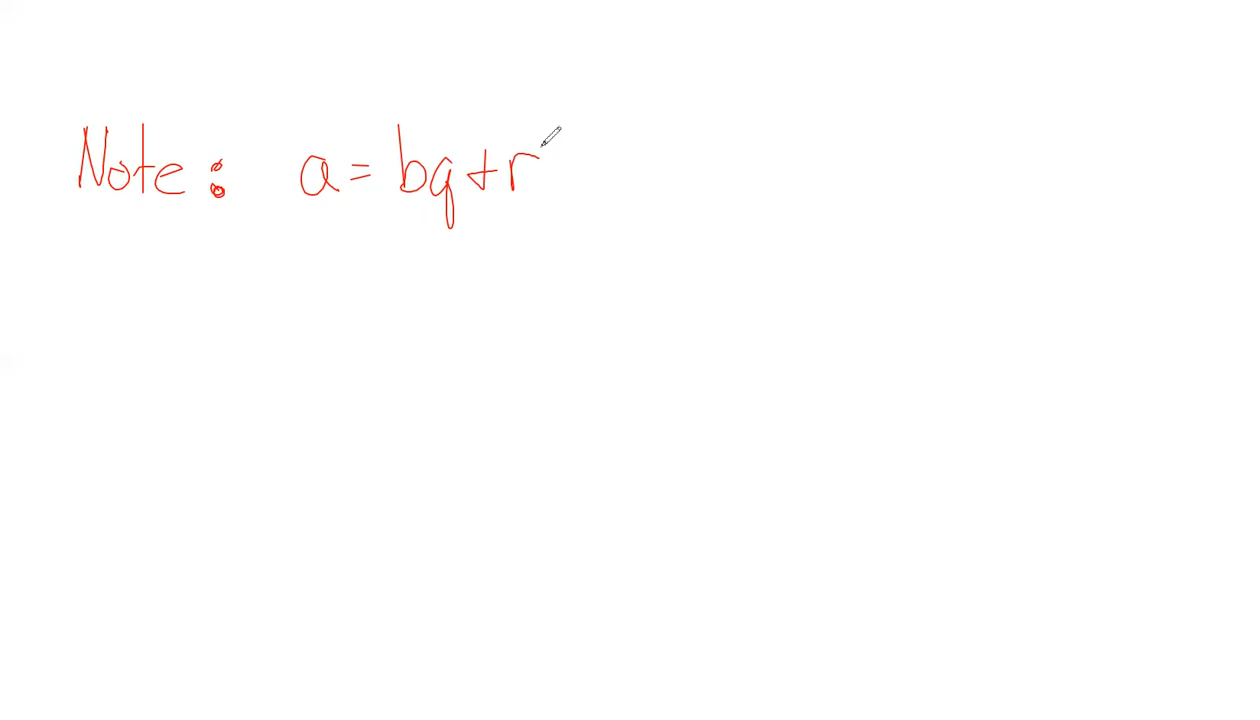 Note: a = bq + r